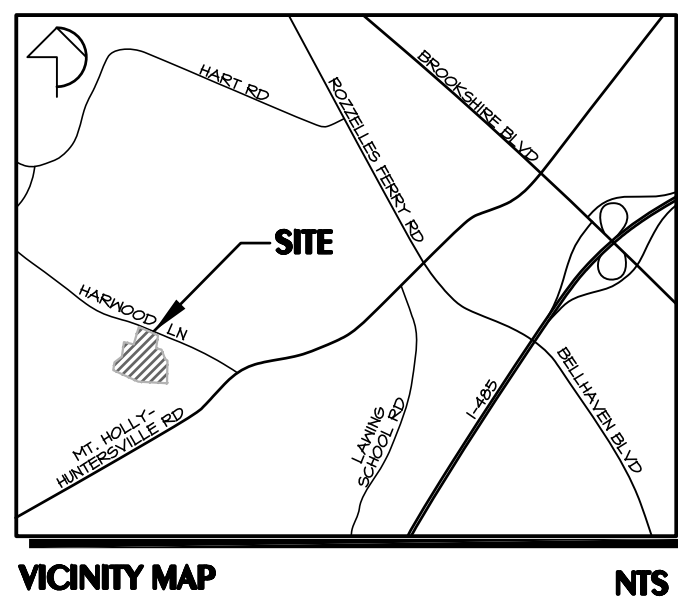 HART RD
ROZZELLES FERRY RD
BROOKSHIRE BLVD
SITE
HARWOOD LN
MT. HOLLY-
HUNTERSVILLE RD
LAWING
SCHOOL RD
I-485
BELLHAVEN BLVD
VICINITY MAP
NTS